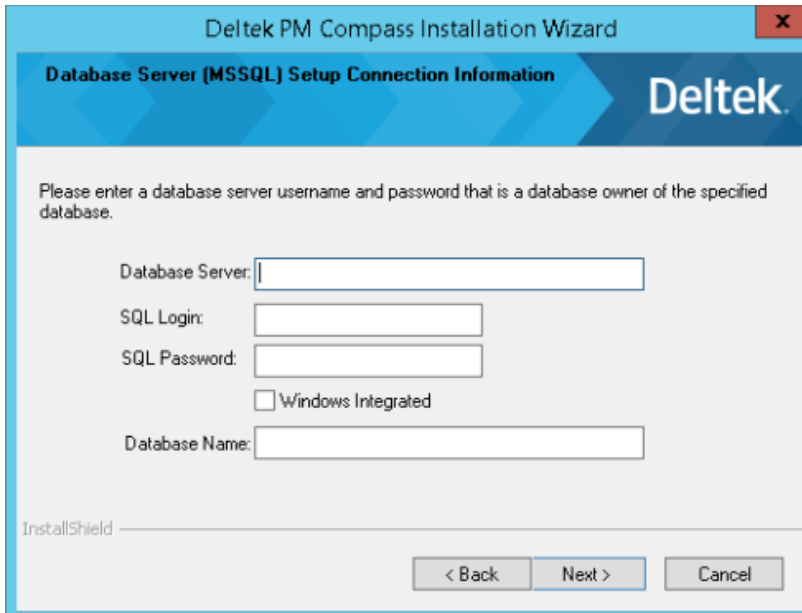 Deltek PM Compass Installation Wizard
x
Database Server (MSSQL) Setup Connection Information
Deltek.
Please enter a database server username and password that is a database owner of the specified
database.
Database Server:
SQL Login:
SQL Password:
Windows Integrated
Database Name:
InstallShield
< Back
Next >
Cancel